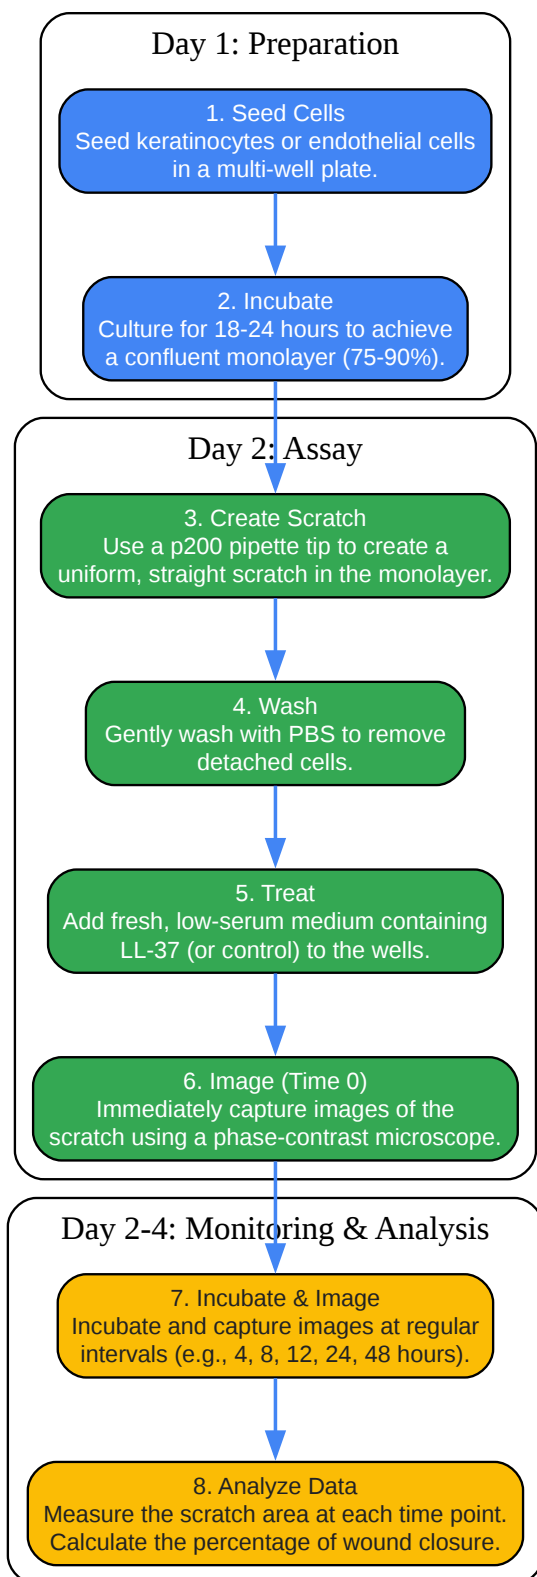 Day 1: Preparation
1. Seed Cells
Seed keratinocytes or endothelial cells
in a multi-well plate.
2. Incubate
Culture for 18-24 hours to achieve
a confluent monolayer (75-90%).
Day 2: Assay
3. Create Scratch
Use a p200 pipette tip to create a
uniform, straight scratch in the monolayer.
4. Wash
Gently wash with PBS to remove
detached cells.
5. Treat
Add fresh, low-serum medium containing
LL-37 (or control) to the wells.
6. Image (Time 0)
Immediately capture images of the
scratch using a phase-contrast microscope.
Day 2-4: Monitoring & Analysis
7. Incubate & Image
Incubate and capture images at regular
intervals (e.g., 4, 8, 12, 24, 48 hours).
8. Analyze Data
Measure the scratch area at each time point.
Calculate the percentage of wound closure.